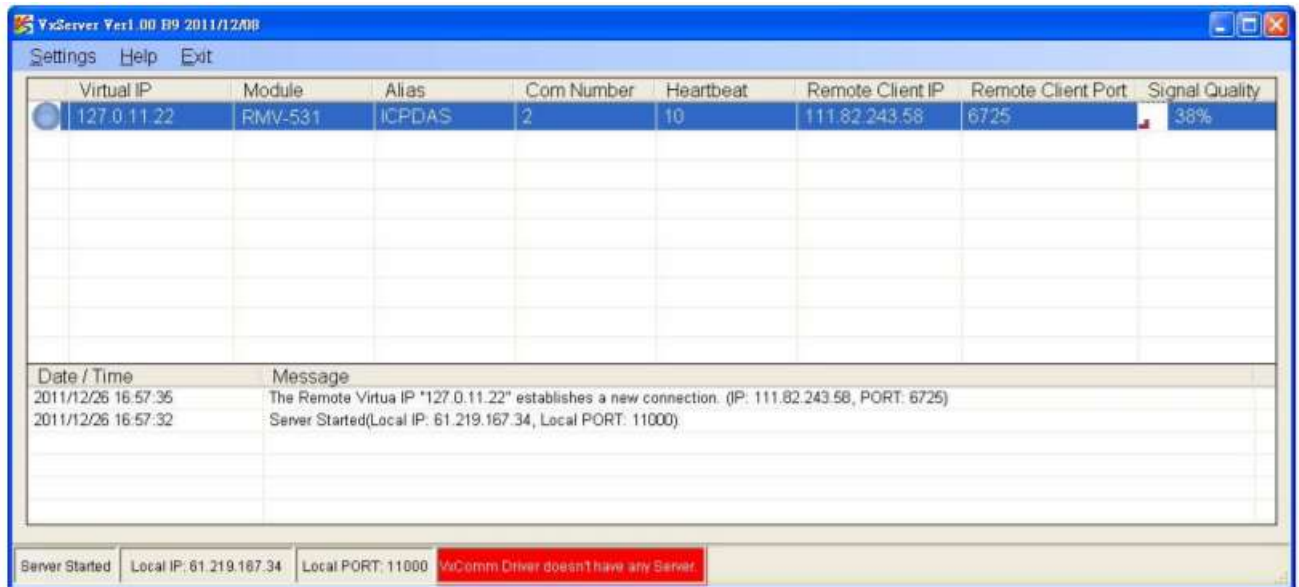 VxServer Ver1.00 B9 2011/12/08
Settings Help Exit
Virtual IP Module Alias Com Number Heartbeat Remote Client IP Remote Client Port Signal Quality
127.0.11.22 RMV-531 ICPDAS 2 10 111.82.243.58 6725 38%
Date / Time Message
2011/12/26 16:57:35 The Remote Virtua IP "127.0.11.22" establishes a new connection. (IP: 111.82.243.58, PORT: 6725)
2011/12/26 16:57:32 Server Started(Local IP: 61.219.167.34, Local PORT: 11000)
Server Started Local IP: 61.219.167.34 Local PORT: 11000 VxComm Driver doesn't have any Server.